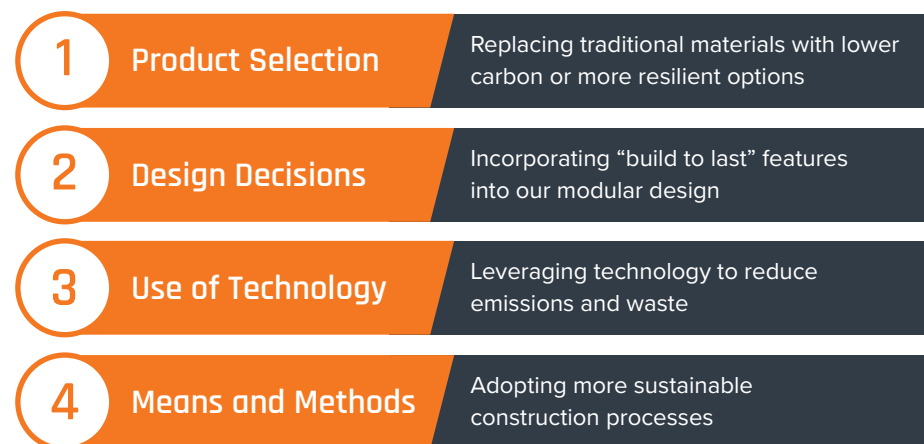 1
Product Selection
Replacing traditional materials with lower
carbon or more resilient options
2
Design Decisions
Incorporating “build to last” features
into our modular design
3
Use of Technology
Leveraging technology to reduce
emissions and waste
4
Means and Methods
Adopting more sustainable
construction processes